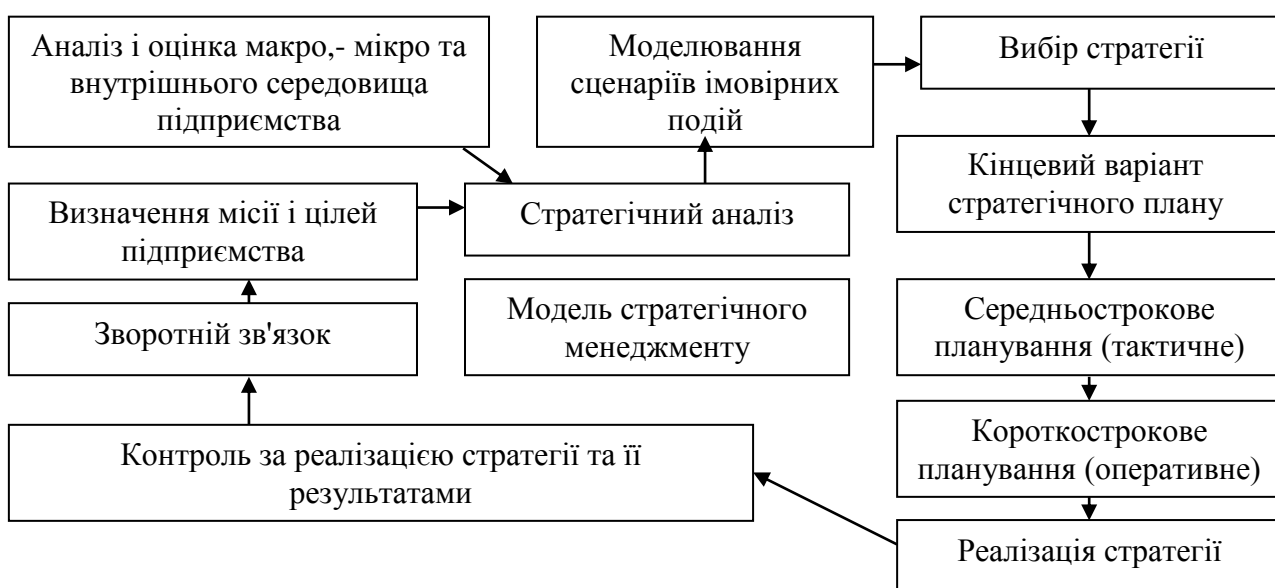 Аналіз і оцінка макро,- мікро та
внутрішнього середовища
підприємства
Моделювання
сценаріїв імовірних
подій
Вибір стратегії
Кінцевий варіант
стратегічного плану
Визначення місії і цілей
підприємства
Стратегічний аналіз
Зворотній зв'язок
Модель стратегічного
менеджменту
Середньострокове
планування (тактичне)
Короткострокове
планування (оперативне)
Контроль за реалізацією стратегії та її
результатами
Реалізація стратегії